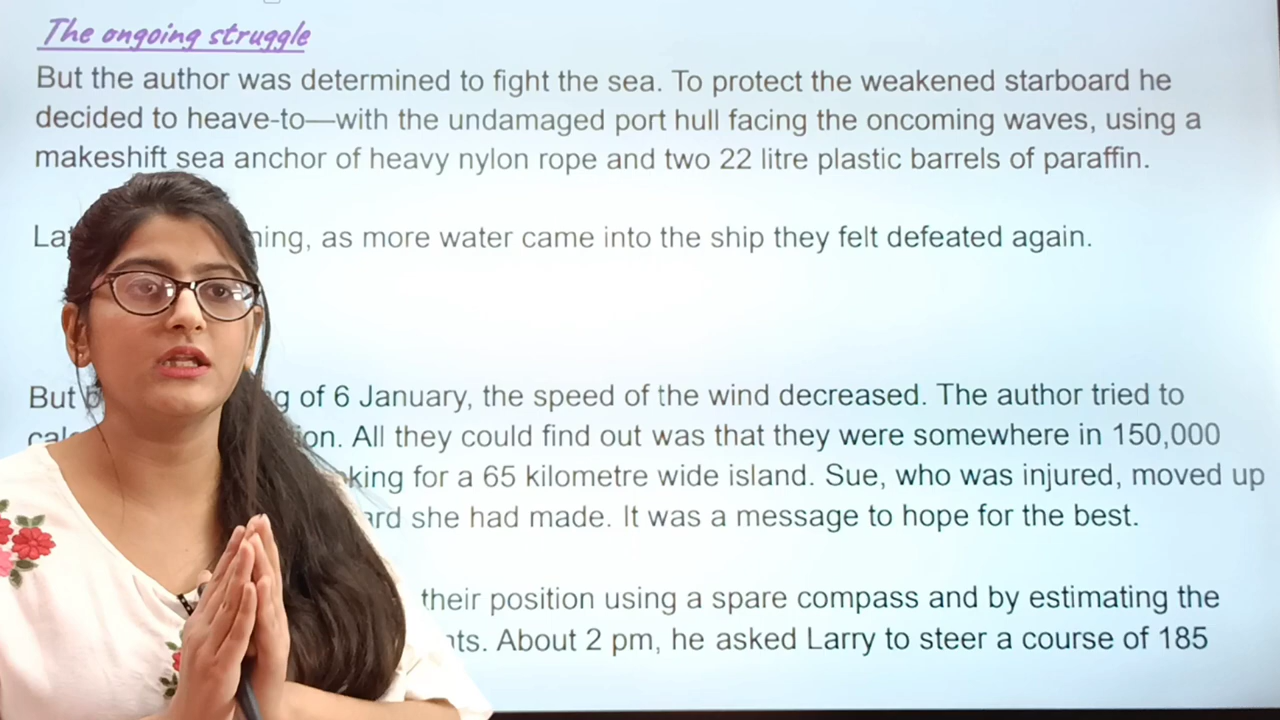 The ongoing struggle
But the author was determined to fight the sea. To protect the weakened starboard he
decided to heave-to—with the undamaged port hull facing the oncoming waves, using a
makeshift sea anchor of heavy nylon rope and two 22 litre plastic barrels of paraffin.
as more water came into the ship they felt defeated again.
But of 6 January, the speed of the wind decreased. The author tried to
All they could find out was that they were somewhere in 150,000
for a 65 kilometre wide island. Sue, who was injured, moved up
she had made. It was a message to hope for the best.
their position using a spare compass and by estimating the
About 2 pm, he asked Larry to steer a course of 185